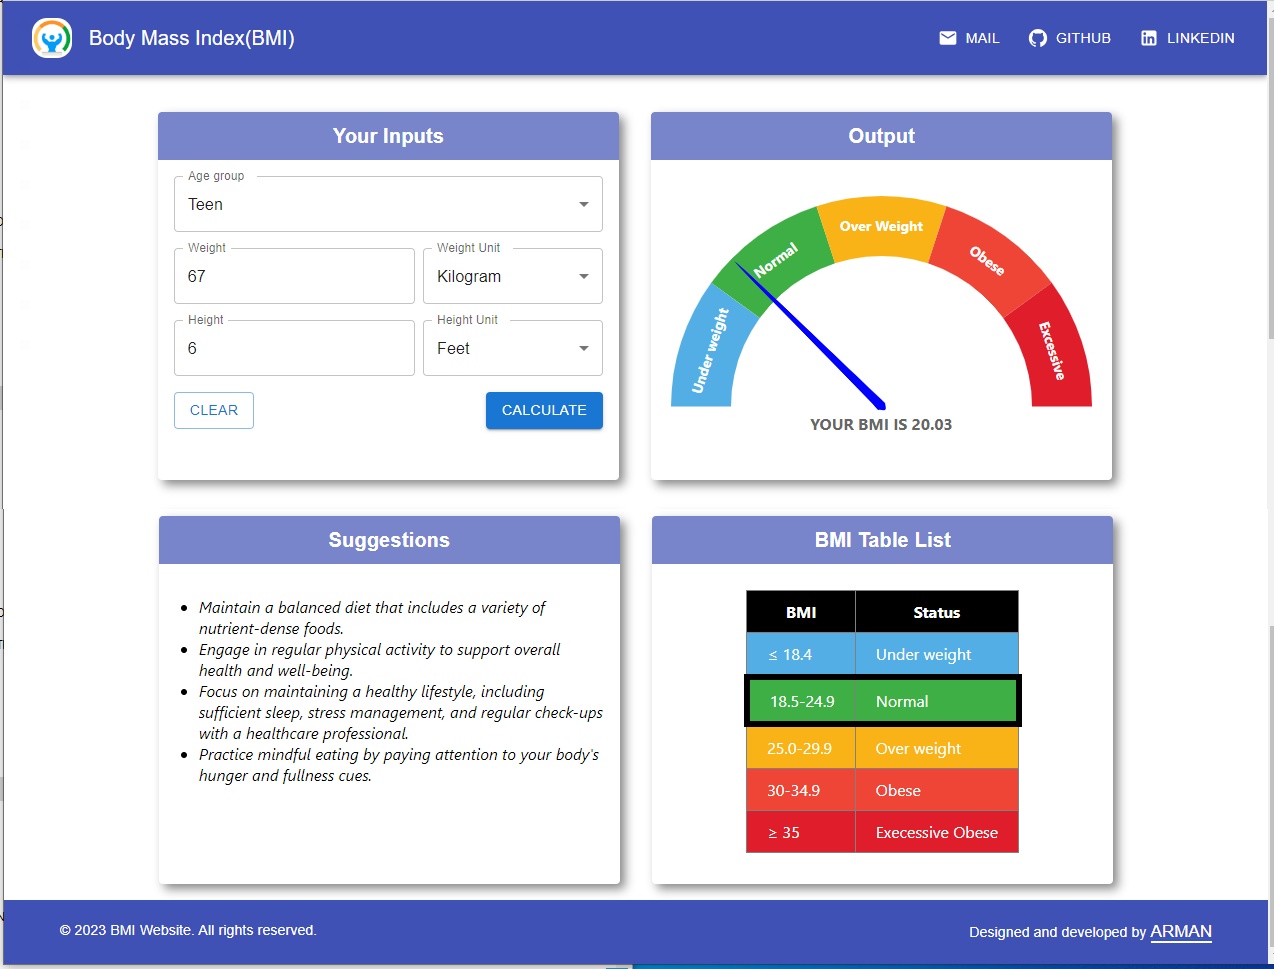 Body Mass Index(BMI)
MAIL
GITHUB
LINKEDIN
Your Inputs
Age group
Teen
Weight
67
Weight Unit
Kilogram
Height
6
Height Unit
Feet
CLEAR
CALCULATE
Output
Under weight
Normal
Over Weight
Obese
Excessive
YOUR BMI IS 20.03
Suggestions
Maintain a balanced diet that includes a variety of
nutrient-dense foods.
Engage in regular physical activity to support overall
health and well-being.
Focus on maintaining a healthy lifestyle, including
sufficient sleep, stress management, and regular check-ups
with a healthcare professional.
Practice mindful eating by paying attention to your body's
hunger and fullness cues.
BMI Table List
BMI Status
≤ 18.4 Under weight
18.5-24.9 Normal
25.0-29.9 Over weight
30-34.9 Obese
≥ 35 Execessive Obese
© 2023 BMI Website. All rights reserved.
Designed and developed by ARMAN